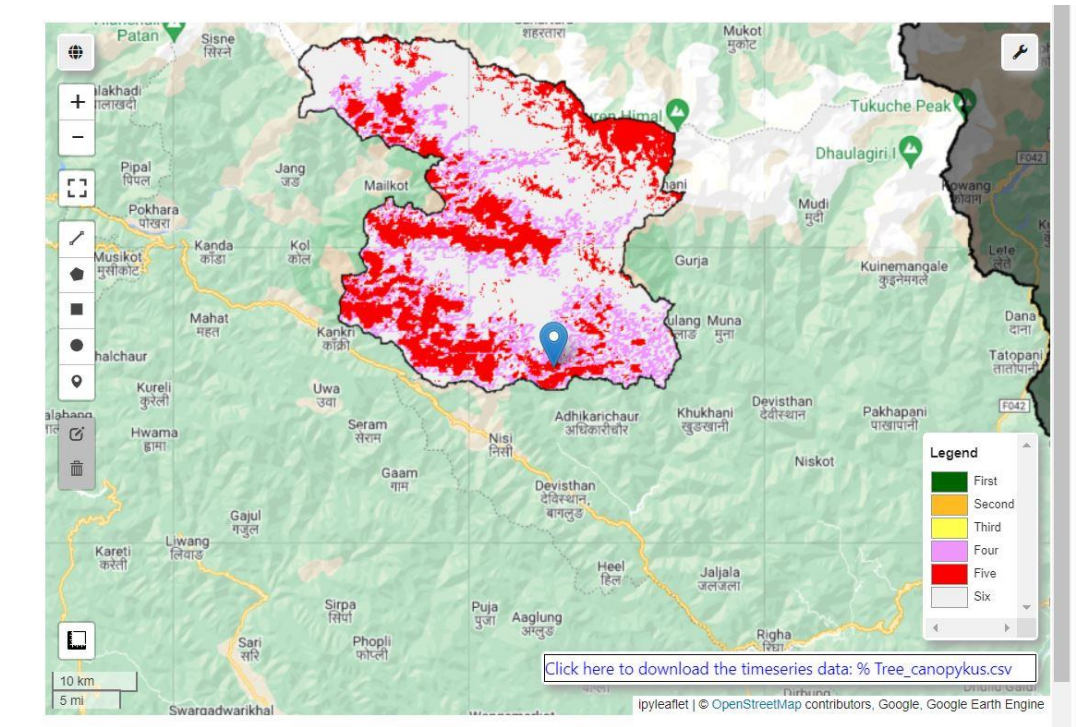 Patan
Sisne
सिस्ने
Mukot
मुकोट
Tukuche Peak
Dhaulagiri I
F042
Pipal
पिपल
Jang
जङ
Mailkot
Mudi
मुदी
Pokhara
पोखरा
Musikot
मुसीकोट
Kanda
काँडा
Kol
कोल
Gurja
Kuinemangale
कुइनेमंगले
Lete
Mahat
महत
Kankri
काँक्री
Muna
मुना
Dana
दाना
Tatopani
तातोपानी
halchaur
Kureli
कुरेली
Uwa
उवा
Devisthan
देवीस्थान
F042
Adhikarichaur
अधिकारीचौर
Khukhani
खुङखानी
Pakhapani
पाखापानी
Hwama
ह्वामा
Seram
सेराम
Nisi
निसी
Niskot
Gaam
गाम
Devisthan
देविस्थान,
बागलुङ
Gajul
गजुल
Liwang
लिवाङ
Kareti
करेती
Heel
हिल
Jaljala
जलजला
Sirpa
सिर्पा
Puja
पुजा
Aaglung
अग्लुङ
Sari
सरि
Phopli
फोप्ली
Righa
रिघा
Legend
First
Second
Third
Four
Five
Six
Click here to download the timeseries data: % Tree_canopykus.csv
10 km
5 mi
Swargadwarikhal
ipyleaflet | © OpenStreetMap contributors, Google, Google Earth Engine